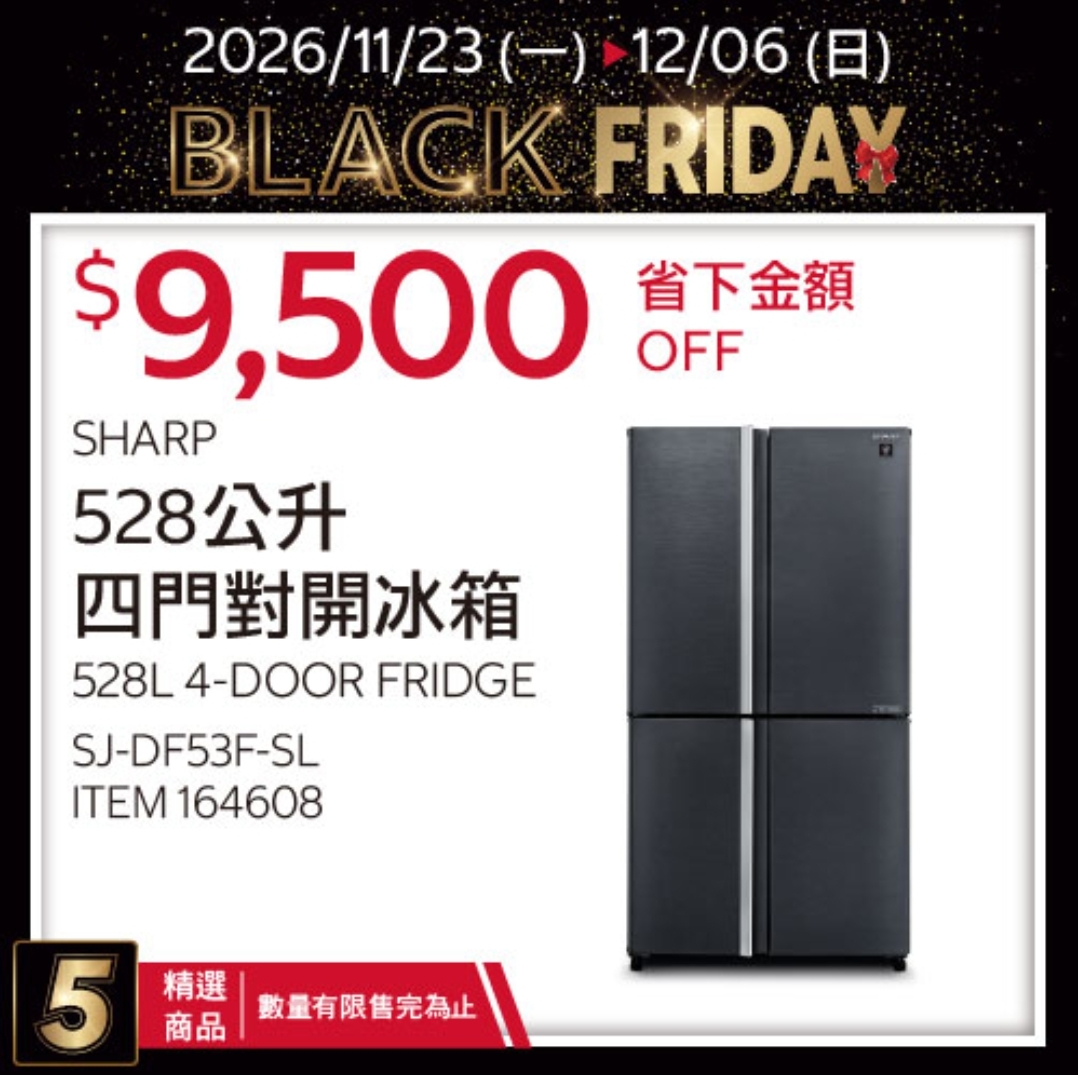 2026/11/23 (一) ▶ 12/06 (日)
BLACK FRIDAY
$9,500
省下金額
OFF
SHARP
528公升
四門對開冰箱
528L 4-DOOR FRIDGE
SJ-DF53F-SL
ITEM 164608
5
精選
商品
數量有限售完為止